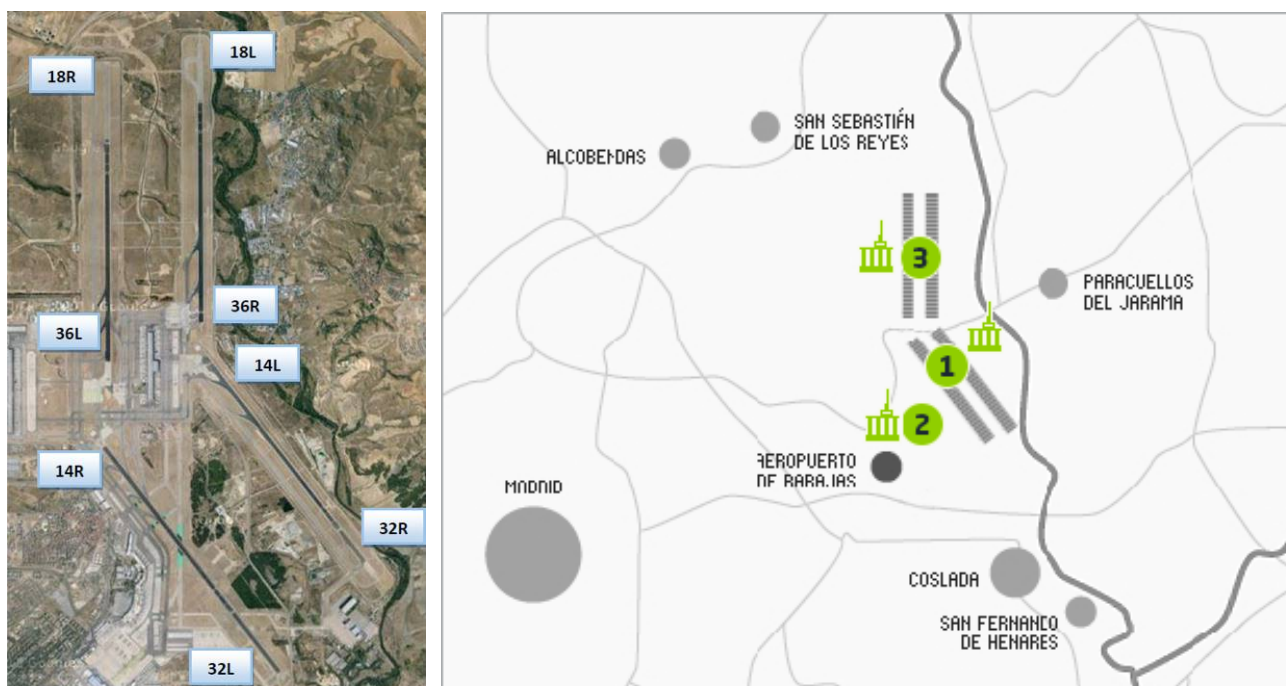 18L
18R
36R
36L
14L
14R
32R
32L
SAN SEBASTIÁN
DE LOS REYES
ALCOBENDAS
3
PARACUELLOS
DEL JARAMA
1
2
AEROPUERTO
DE BARAJAS
MADRID
COSLADA
SAN FERNANDO
DE HENARES